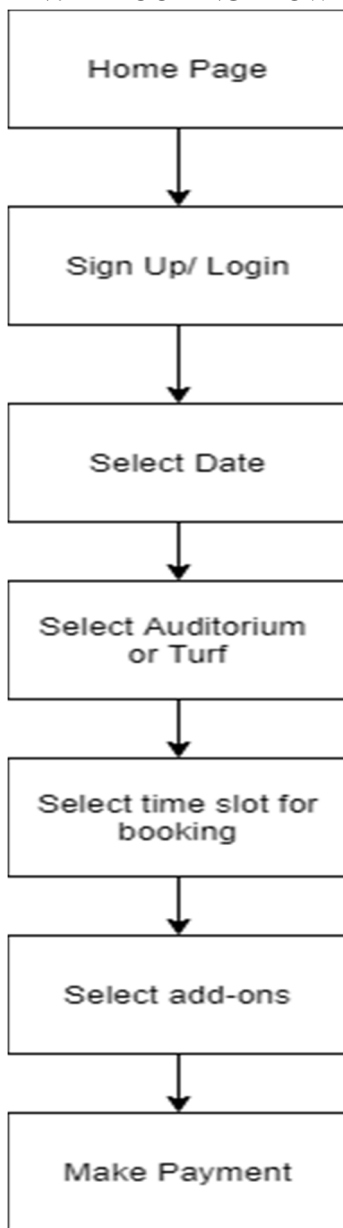 Home Page
Sign Up/ Login
Select Date
Select Auditorium
or Turf
Select time slot for
booking
Select add-ons
Make Payment